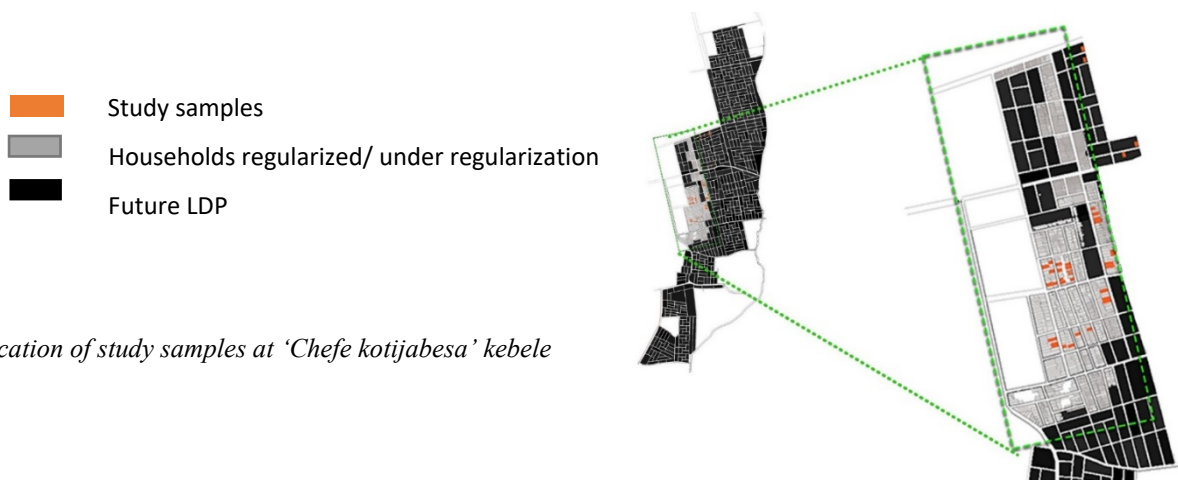 Study samples
Households regularized/ under regularization
Future LDP
cation of study samples at ‘Chefe kotijabesa’ kebele